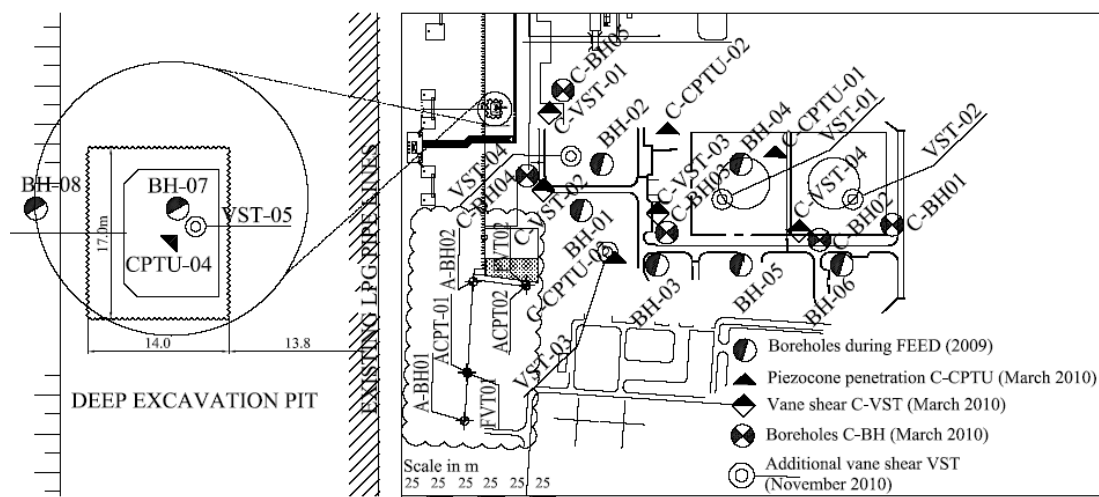 BH-08
BH-07
VST-05
CPTU-04
17.0m
14.0
13.8
DEEP EXCAVATION PIT
EXISTING LPG PIPE LINES
C-BH05
C-VST-01
BH-02
C-CPTU-02
BH-04
C-CPTU-01
VST-01
VST-02
VST-04
C-BH04
C-VST-02
C-VST-03
C-BH03
C-VST-04
C-BH02
C-BH01
BH-01
C-CPTU-03
BH-03
BH-05
BH-06
A-BH02
FVT02
ACPT-01
ACPT02
A-BH01
FVT01
VST-03
Boreholes during FEED (2009)
Piezocone penetration C-CPTU (March 2010)
Vane shear C-VST (March 2010)
Boreholes C-BH (March 2010)
Additional vane shear VST
(November 2010)
Scale in m
25 25 25 25 25 25